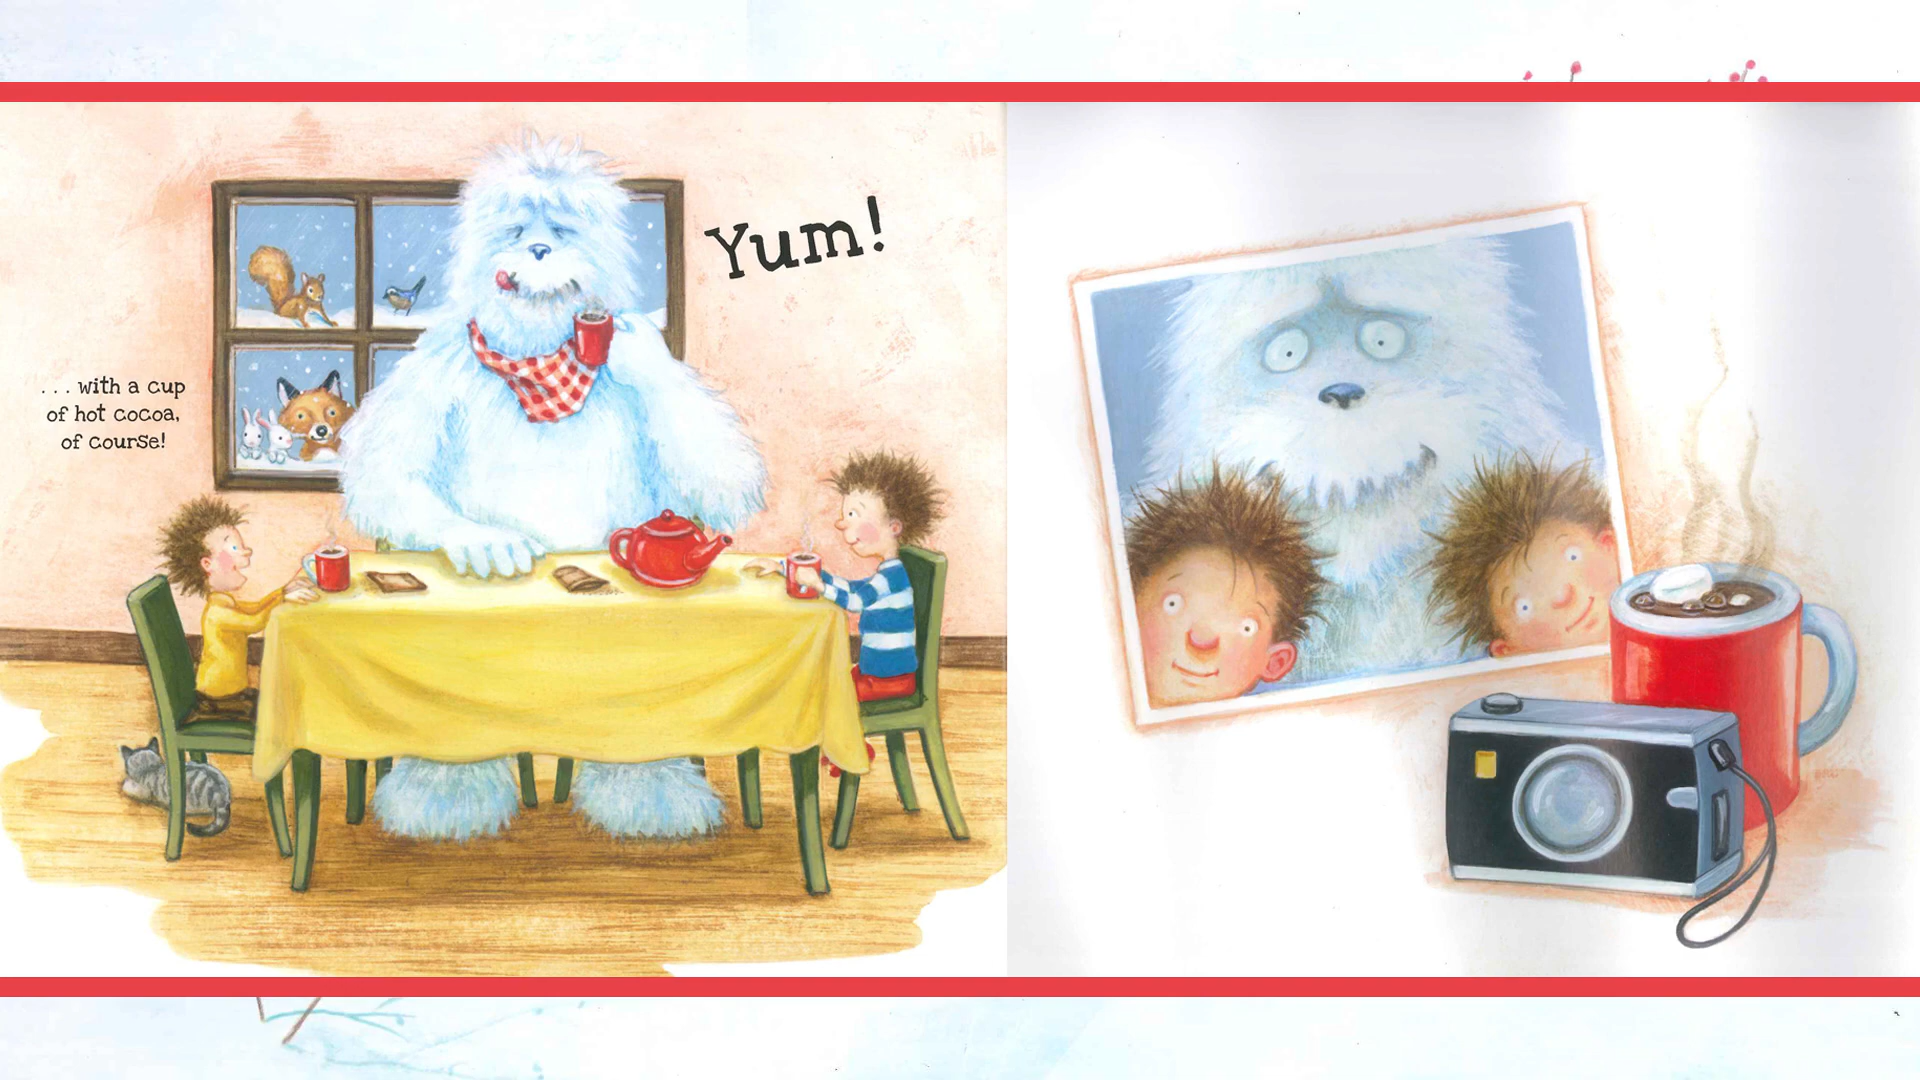 . . . with a cup
of hot cocoa,
of course!
Yum!